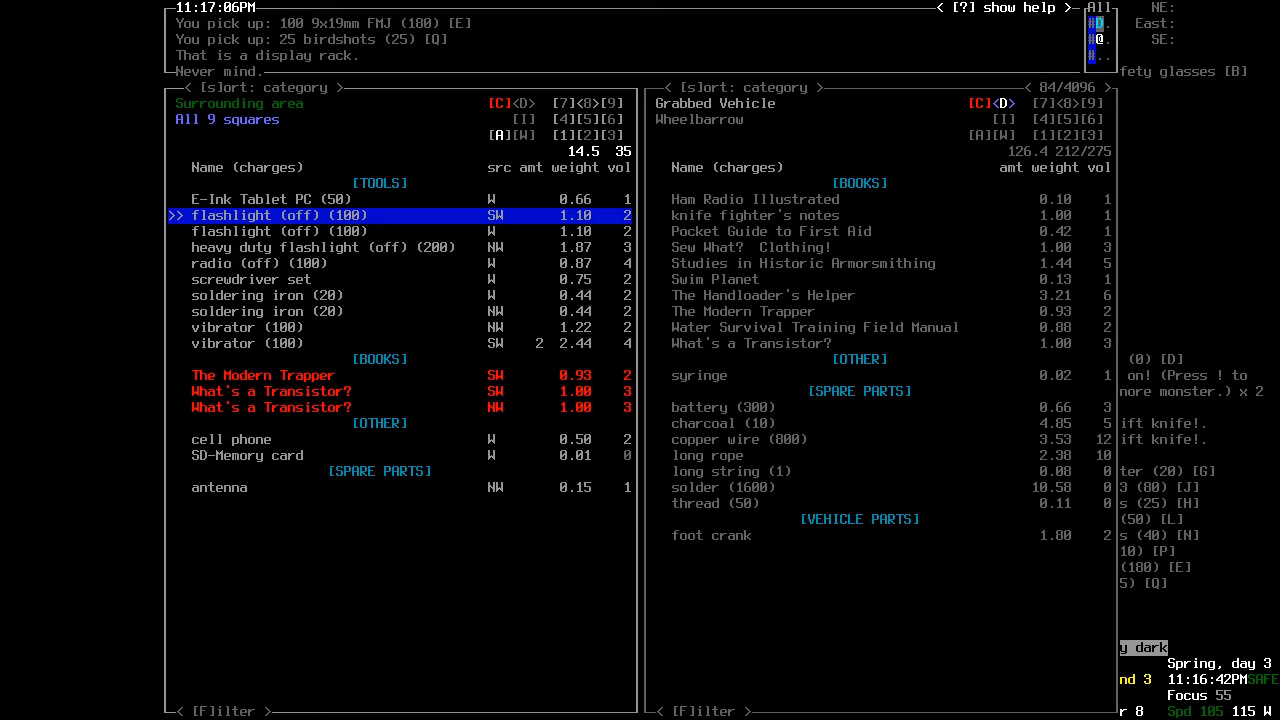 11:17:06PM < [?] show help > All NE:
You pick up: 100 9x19mm FMJ (180) [E] #D. East:
You pick up: 25 birdshots (25) [Q] #@. SE:
That is a display rack. #..
Never mind. fety glasses [B]
< [s]ort: category > < [s]ort: category > < 84/4096 >
Surrounding area [C]<D> [7]<8>[9] Grabbed Vehicle [C]<D> [7]<8>[9]
All 9 squares [I] [4][5][6] Wheelbarrow [I] [4][5][6]
[A][W] [1][2][3] [A][W] [1][2][3]
14.5 35 126.4 212/275
Name (charges) src amt weight vol Name (charges) amt weight vol
[TOOLS] [BOOKS]
E-Ink Tablet PC (50) W 0.66 1 Ham Radio Illustrated 0.10 1
>> flashlight (off) (100) SW 1.10 2 knife fighter's notes 1.00 1
flashlight (off) (100) W 1.10 2 Pocket Guide to First Aid 0.42 1
heavy duty flashlight (off) (200) NW 1.87 3 Sew What? Clothing! 1.00 3
radio (off) (100) W 0.87 4 Studies in Historic Armorsmithing 1.44 5
screwdriver set W 0.75 2 Swim Planet 0.13 1
soldering iron (20) W 0.44 2 The Handloader's Helper 3.21 6
soldering iron (20) NW 0.44 2 The Modern Trapper 0.93 2
vibrator (100) NW 1.22 2 Water Survival Training Field Manual 0.88 2
vibrator (100) SW 2 2.44 4 What's a Transistor? 1.00 3
[BOOKS] [OTHER] (0) [D]
The Modern Trapper SW 0.93 2 syringe 0.02 1 on! (Press ! to
What's a Transistor? SW 1.00 3 [SPARE PARTS] nore monster.) x 2
What's a Transistor? NW 1.00 3 battery (300) 0.66 3
[OTHER] charcoal (10) 4.85 5 ift knife!.
cell phone W 0.50 2 copper wire (800) 3.53 12 ift knife!.
SD-Memory card W 0.01 0 long rope 2.38 10
[SPARE PARTS] long string (1) 0.08 0 ter (20) [G]
antenna NW 0.15 1 solder (1600) 10.58 0 3 (80) [J]
thread (50) 0.11 0 s (25) [H]
[VEHICLE PARTS] (50) [L]
foot crank 1.80 2 s (40) [N]
10) [P]
(180) [E]
5) [Q]
y dark
Spring, day 3
nd 3 11:16:42PM SAFE
Focus 55
< [F]ilter > < [F]ilter > r 8 Spd 105 115 W